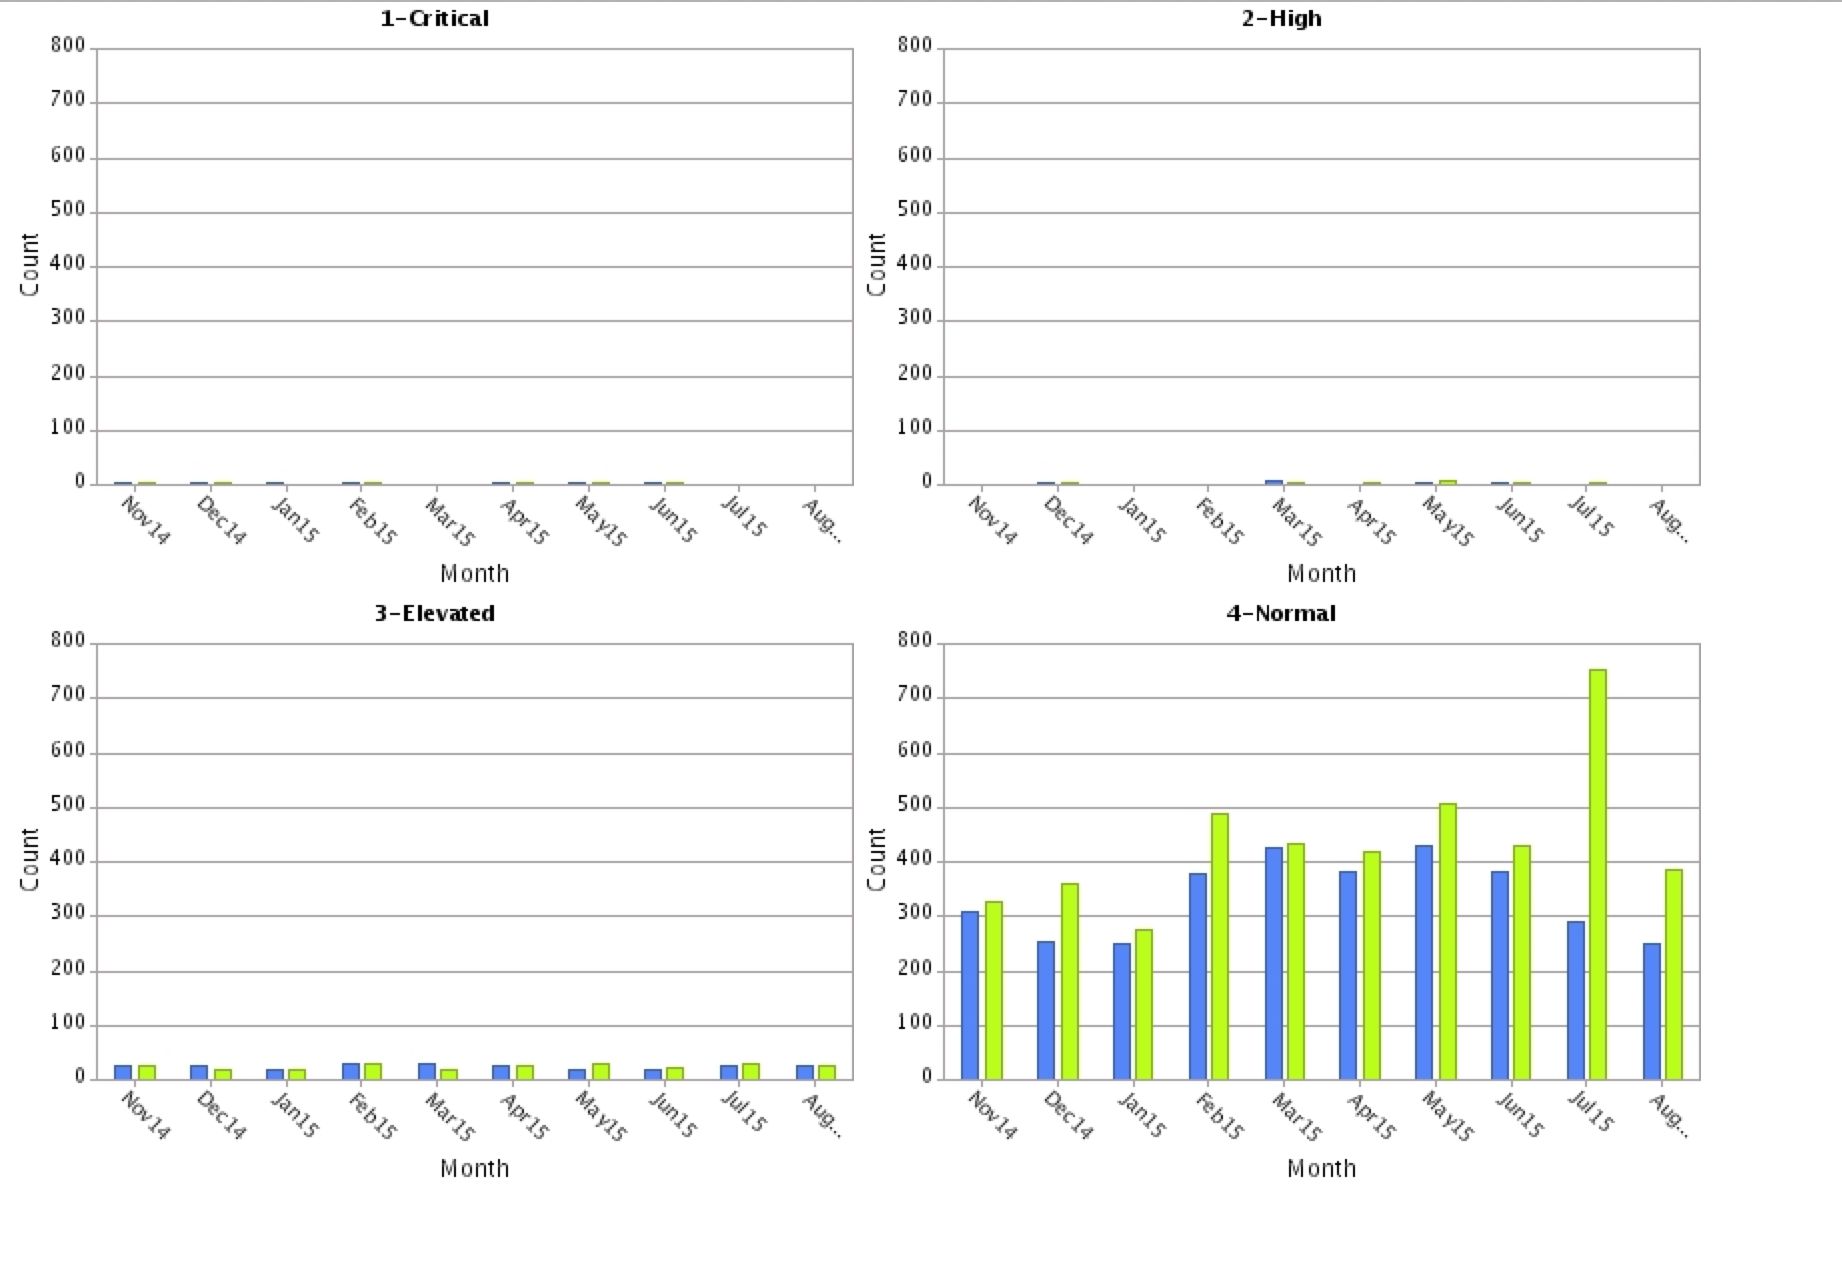 1-Critical
800
700
600
500
400
300
200
100
0
Count
Nov14
Dec14
Jan15
Feb15
Mar15
Apr15
May15
Jun15
Jul15
Aug...
Month
2-High
800
700
600
500
400
300
200
100
0
Count
Nov14
Dec14
Jan15
Feb15
Mar15
Apr15
May15
Jun15
Jul15
Aug...
Month
3-Elevated
800
700
600
500
400
300
200
100
0
Count
Nov14
Dec14
Jan15
Feb15
Mar15
Apr15
May15
Jun15
Jul15
Aug...
Month
4-Normal
800
700
600
500
400
300
200
100
0
Count
Nov14
Dec14
Jan15
Feb15
Mar15
Apr15
May15
Jun15
Jul15
Aug...
Month